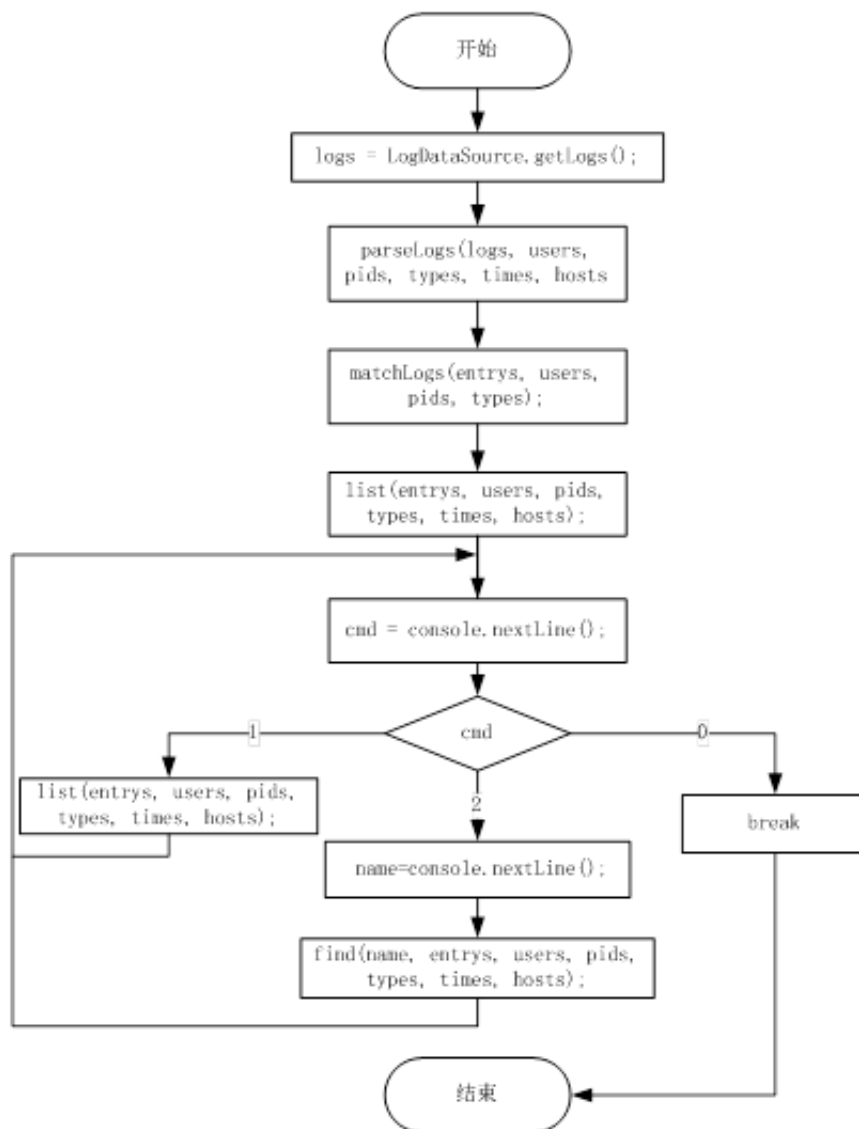 开始
logs = LogDataSource.getLogs();
parseLogs(logs, users,
pids, types, times, hosts
matchLogs(entrys, users,
pids, types);
list(entrys, users, pids,
types, times, hosts);
cmd = console.nextLine();
cmd
1
0
2
list(entrys, users, pids,
types, times, hosts);
break
name=console.nextLine();
find(name, entrys, users, pids,
types, times, hosts);
结束